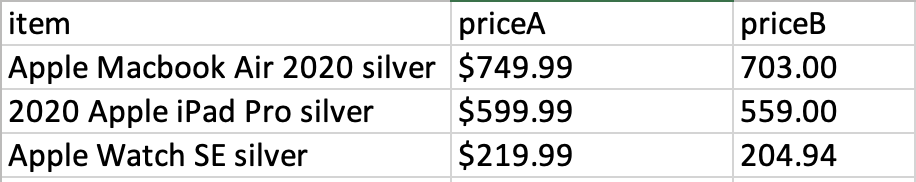 item priceA priceB
Apple Macbook Air 2020 silver $749.99 703.00
2020 Apple iPad Pro silver $599.99 559.00
Apple Watch SE silver $219.99 204.94